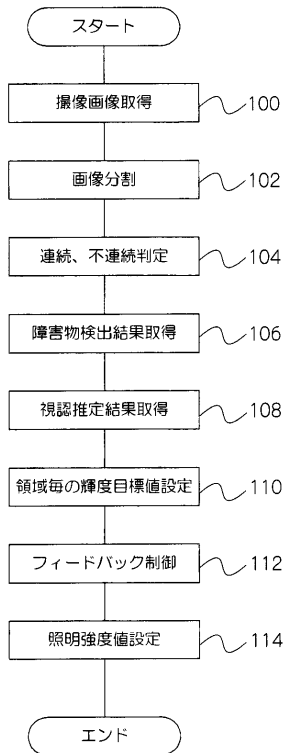 スタート
撮像画像取得 100
画像分割 102
連続、不連続判定 104
障害物検出結果取得 106
視認推定結果取得 108
領域毎の輝度目標値設定 110
フィードバック制御 112
照明強度値設定 114
エンド